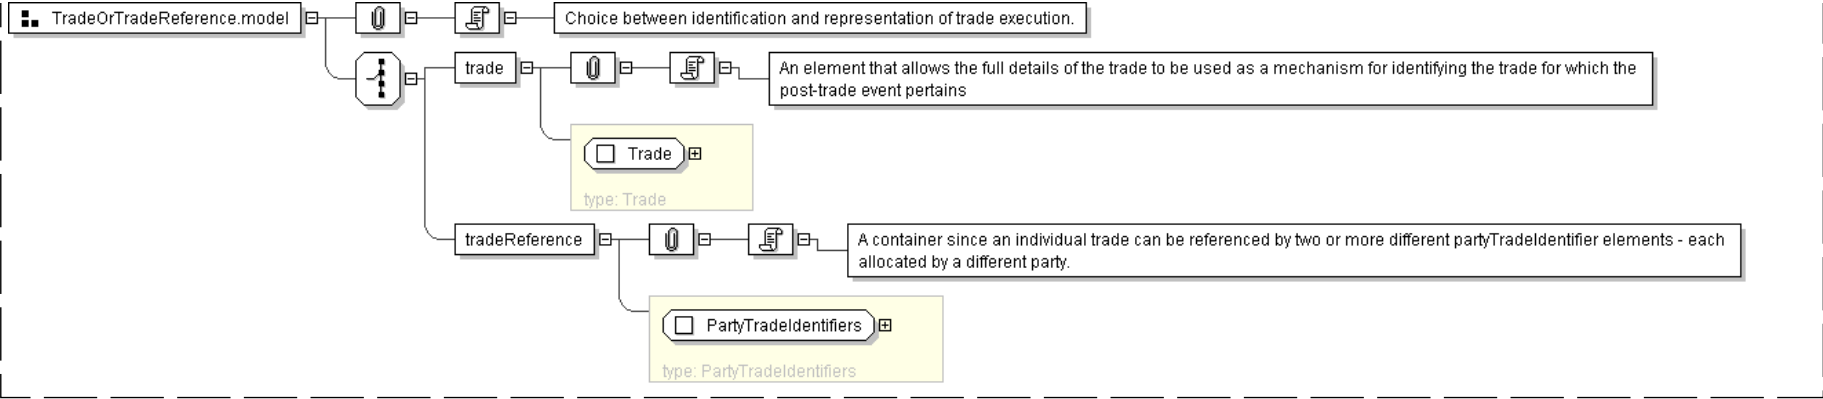 TradeOrTradeReference.model
Choice between identification and representation of trade execution.
trade
An element that allows the full details of the trade to be used as a mechanism for identifying the trade for which the
post-trade event pertains
Trade
type: Trade
tradeReference
A container since an individual trade can be referenced by two or more different partyTradeIdentifier elements - each
allocated by a different party.
PartyTradeIdentifiers
type: PartyTradeIdentifiers